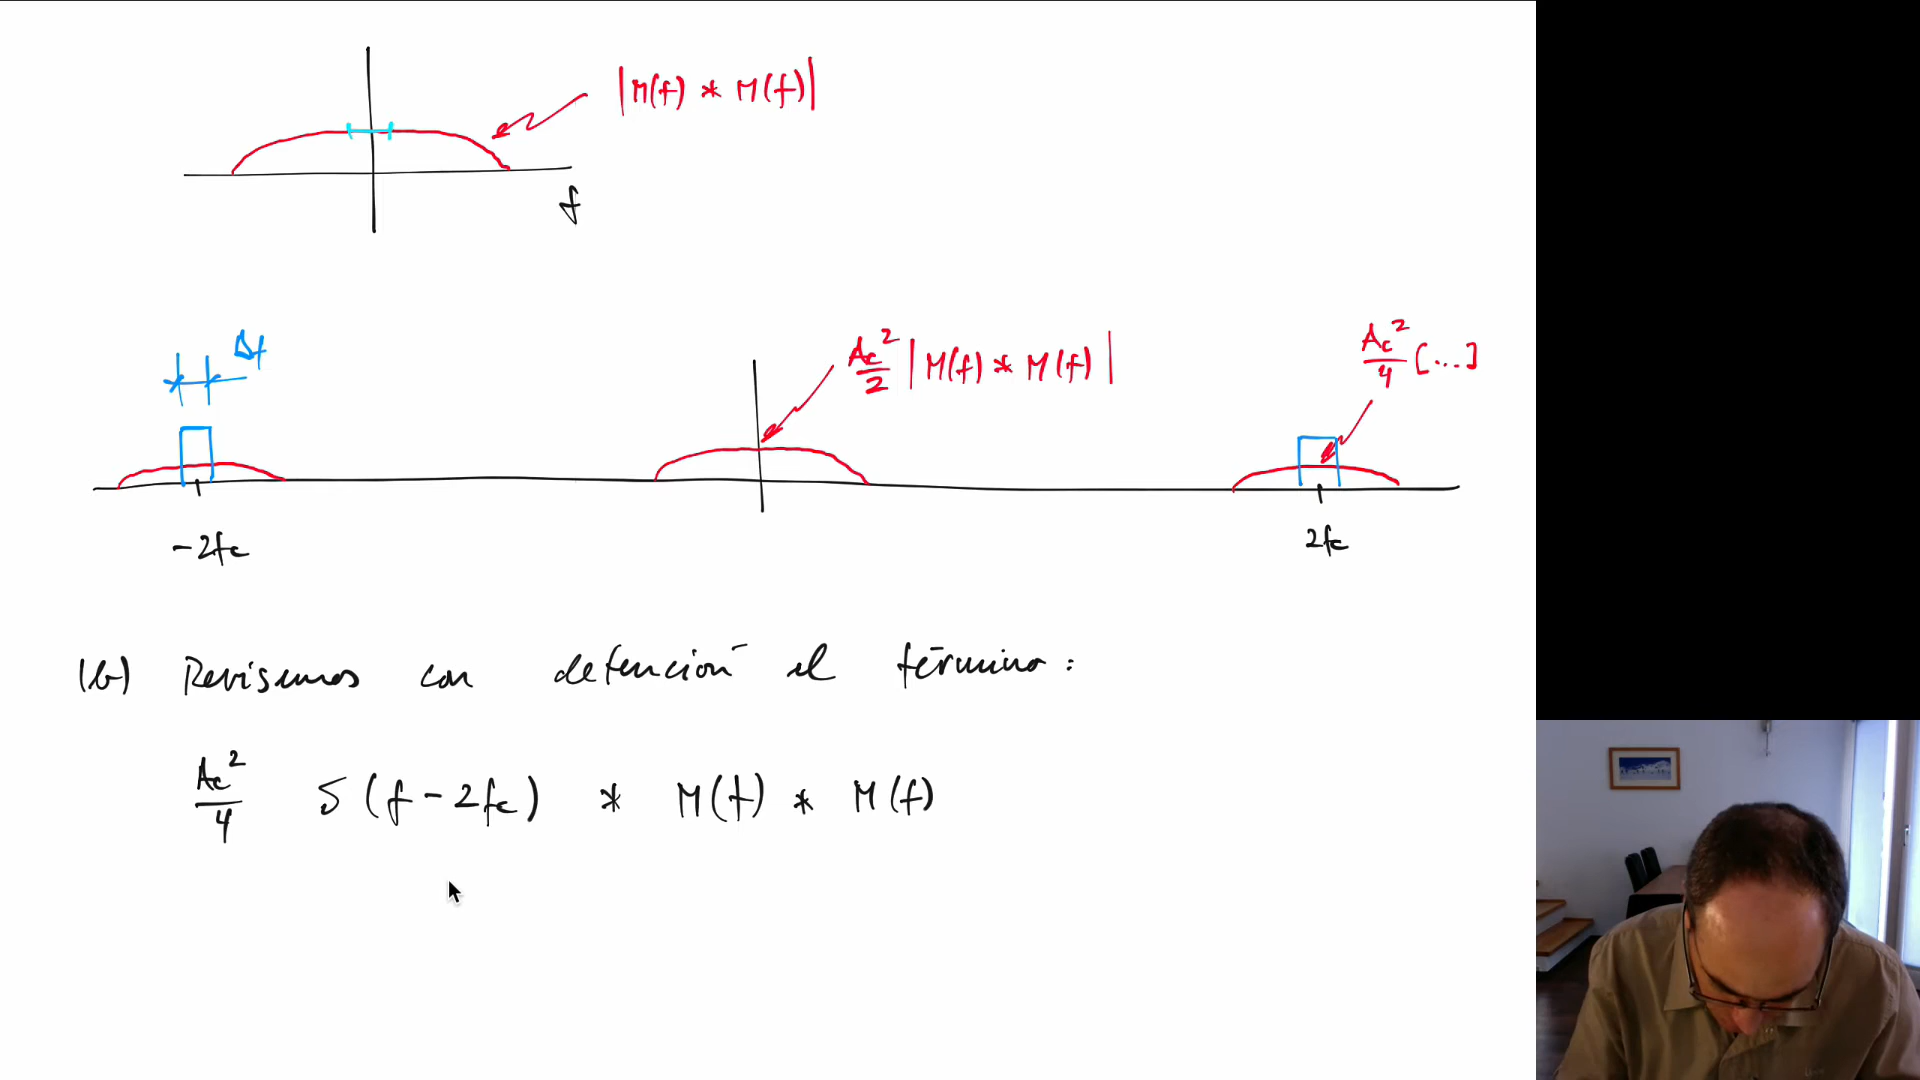 |M(f) * M(f)|
f
Δf
Ac²/2 |M(f) * M(f)|
Ac²/4 [...]
-2fc
2fc
(b) Revisemos con detención el término:
Ac²/4 δ(f - 2fc) * M(f) * M(f)